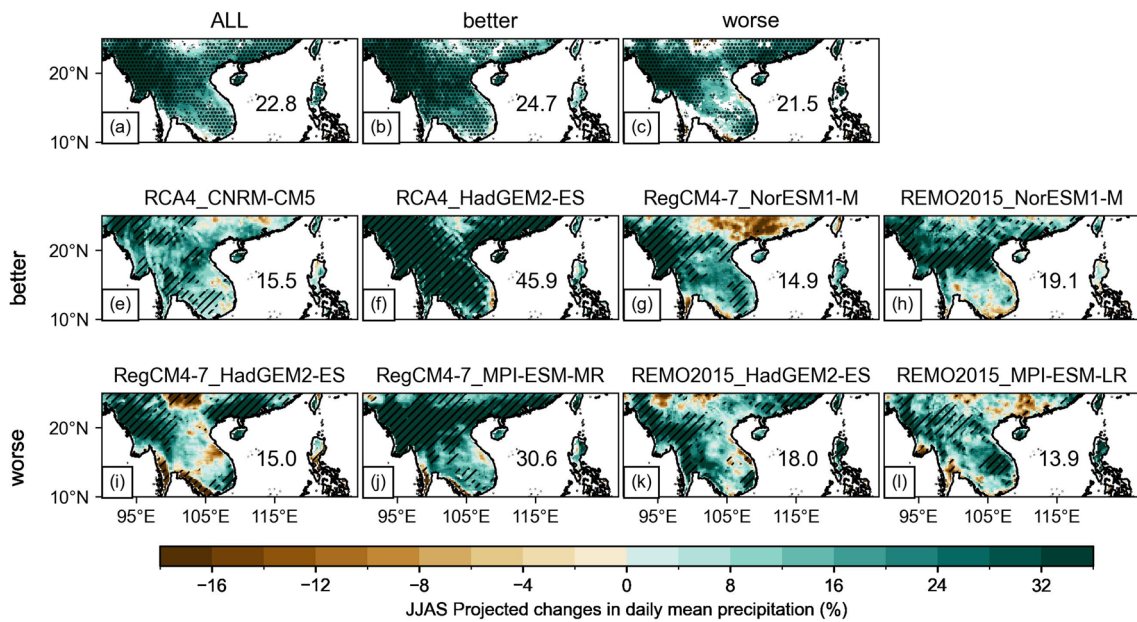 ALL better worse
20°N
(a) 22.8 (b) 24.7 (c) 21.5
10°N
RCA4_CNRM-CM5 RCA4_HadGEM2-ES RegCM4-7_NorESM1-M REMO2015_NorESM1-M
better
20°N
(e) 15.5 (f) 45.9 (g) 14.9 (h) 19.1
10°N
RegCM4-7_HadGEM2-ES RegCM4-7_MPI-ESM-MR REMO2015_HadGEM2-ES REMO2015_MPI-ESM-LR
worse
20°N
(i) 15.0 (j) 30.6 (k) 18.0 (l) 13.9
10°N
95°E 105°E 115°E 95°E 105°E 115°E 95°E 105°E 115°E 95°E 105°E 115°E
−16 −12 −8 −4 0 8 16 24 32
JJAS Projected changes in daily mean precipitation (%)